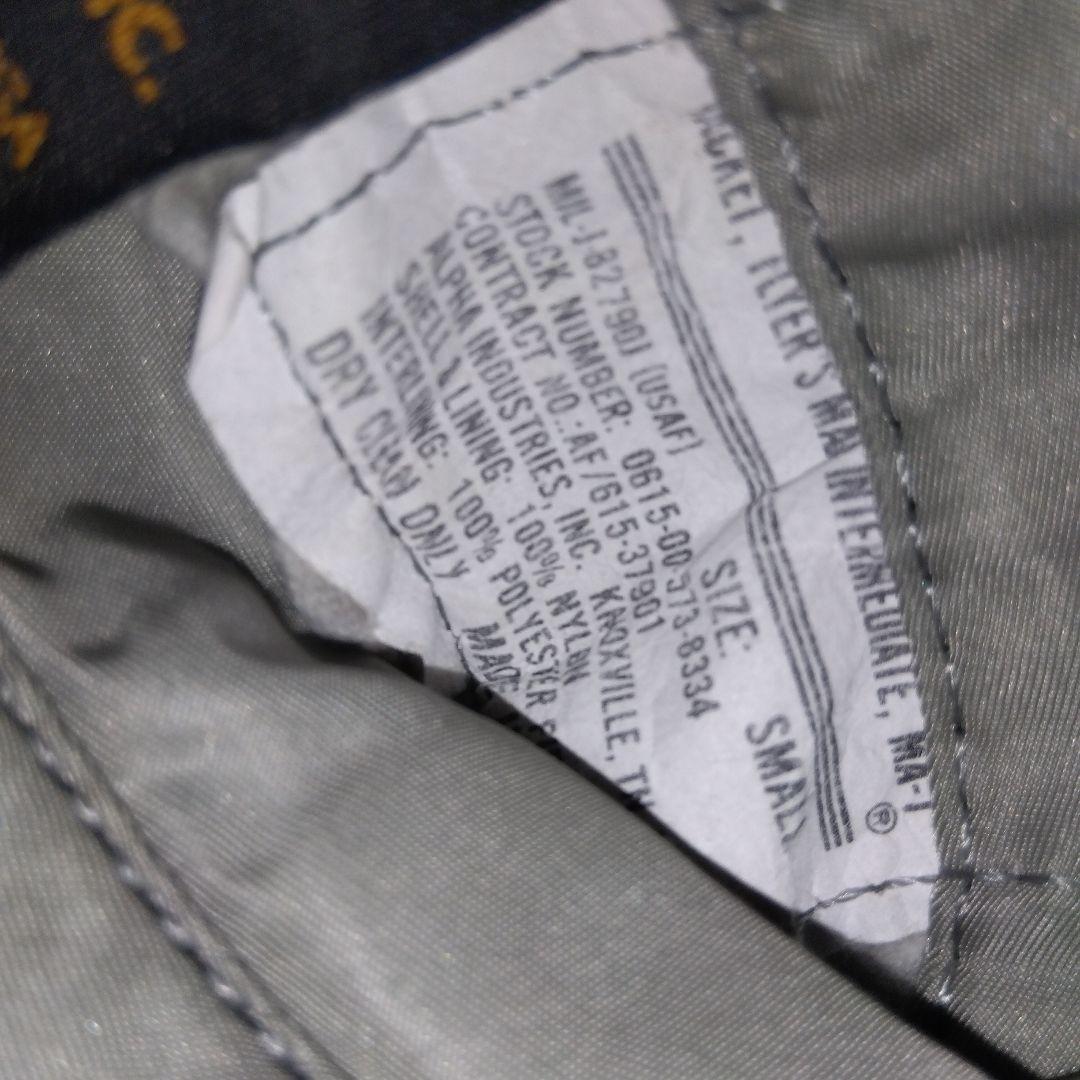 JACKET, FLYER'S MAN INTERMEDIATE, MA-1 ®
SIZE: SMALL
MIL-J-82790J (USAF)
STOCK NUMBER: 0615-00-373-8334
CONTRACT NO.:AF/615-37901
ALPHA INDUSTRIES, INC. KNOXVILLE, TN
SHELL & LINING: 100% NYLON
INTERLINING: 100% POLYESTER
DRY CLEAN ONLY MADE